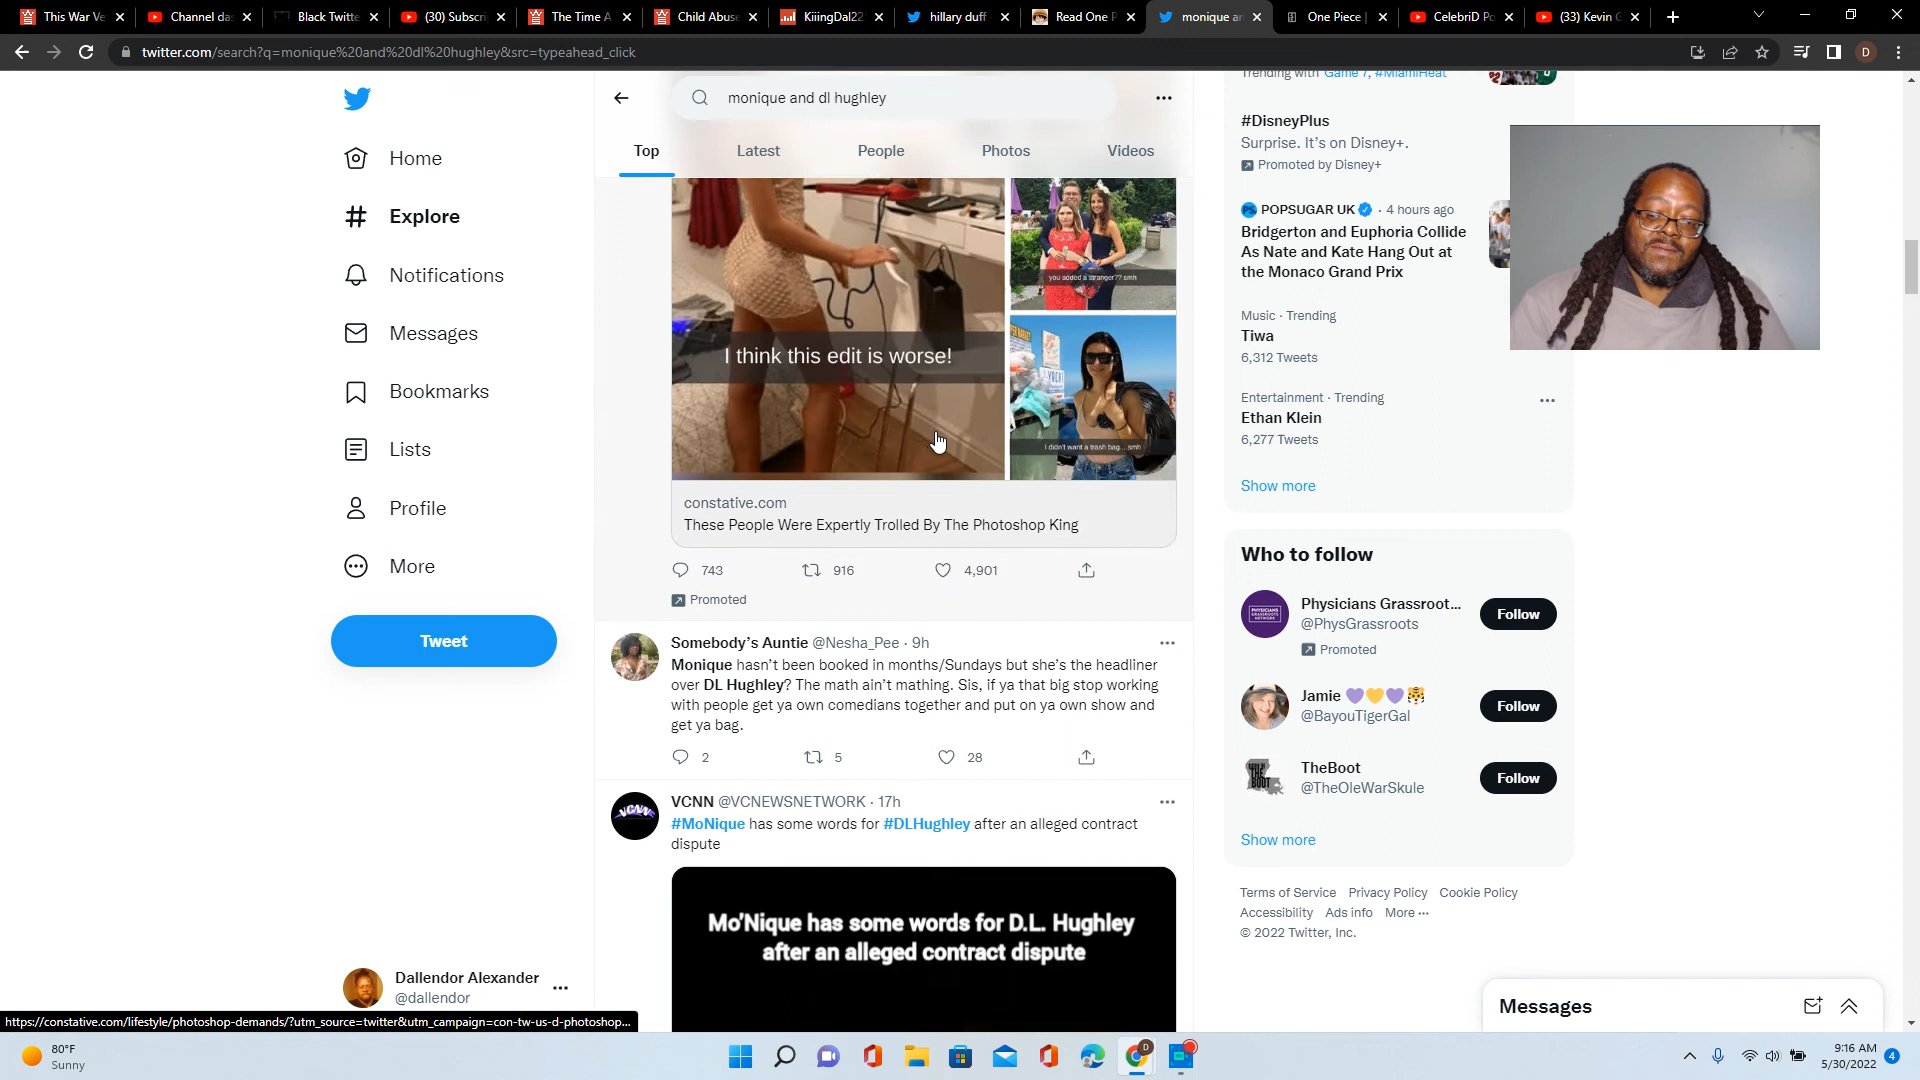 This War Ve
Channel da
Black Twitte
(30) Subscri
The Time A
Child Abuse
KiiingDal22
hillary duff
Read One P
monique an
One Piece |
CelebriD Po
(33) Kevin G
twitter.com/search?q=monique%20and%20dl%20hughley&src=typeahead_click
D
monique and dl hughley
Top
Latest
People
Photos
Videos
Home
Explore
Notifications
Messages
Bookmarks
Lists
Profile
More
Tweet
Dallendor Alexander
@dallendor
I think this edit is worse!
you added a stranger?? smh
I didn't want a trash bag....smh
constative.com
These People Were Expertly Trolled By The Photoshop King
743
916
4,901
Promoted
Somebody's Auntie @Nesha_Pee · 9h
Monique hasn't been booked in months/Sundays but she's the headliner
over DL Hughley? The math ain't mathing. Sis, if ya that big stop working
with people get ya own comedians together and put on ya own show and
get ya bag.
2
5
28
VCNN @VCNEWSNETWORK · 17h
#MoNique has some words for #DLHughley after an alleged contract
dispute
Mo'Nique has some words for D.L. Hughley
after an alleged contract dispute
Trending with Game 7, #MiamiHeat
#DisneyPlus
Surprise. It's on Disney+.
Promoted by Disney+
POPSUGAR UK · 4 hours ago
Bridgerton and Euphoria Collide
As Nate and Kate Hang Out at
the Monaco Grand Prix
Music · Trending
Tiwa
6,312 Tweets
Entertainment · Trending
Ethan Klein
6,277 Tweets
Show more
Who to follow
Physicians Grassroot...
@PhysGrassroots
Promoted
Follow
Jamie 💜💛💜🐯
@BayouTigerGal
Follow
TheBoot
@TheOleWarSkule
Follow
Show more
Terms of Service Privacy Policy Cookie Policy
Accessibility Ads info More ···
© 2022 Twitter, Inc.
Messages
https://constative.com/lifestyle/photoshop-demands/?utm_source=twitter&utm_campaign=con-tw-us-d-photoshop...
80°F
Sunny
9:16 AM
5/30/2022
4